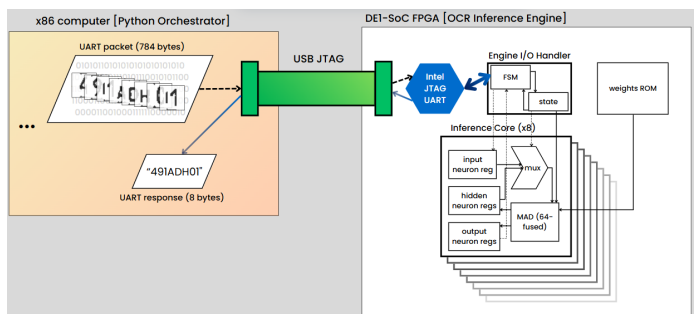 x86 computer [Python Orchestrator]
UART packet (784 bytes)
...
"491ADH01"
UART response (8 bytes)
USB JTAG
DE1-SoC FPGA [OCR Inference Engine]
Intel
JTAG
UART
Engine I/O Handler
FSM
state
weights ROM
Inference Core (x8)
input
neuron reg
mux
hidden
neuron regs
MAD (64-
fused)
output
neuron regs